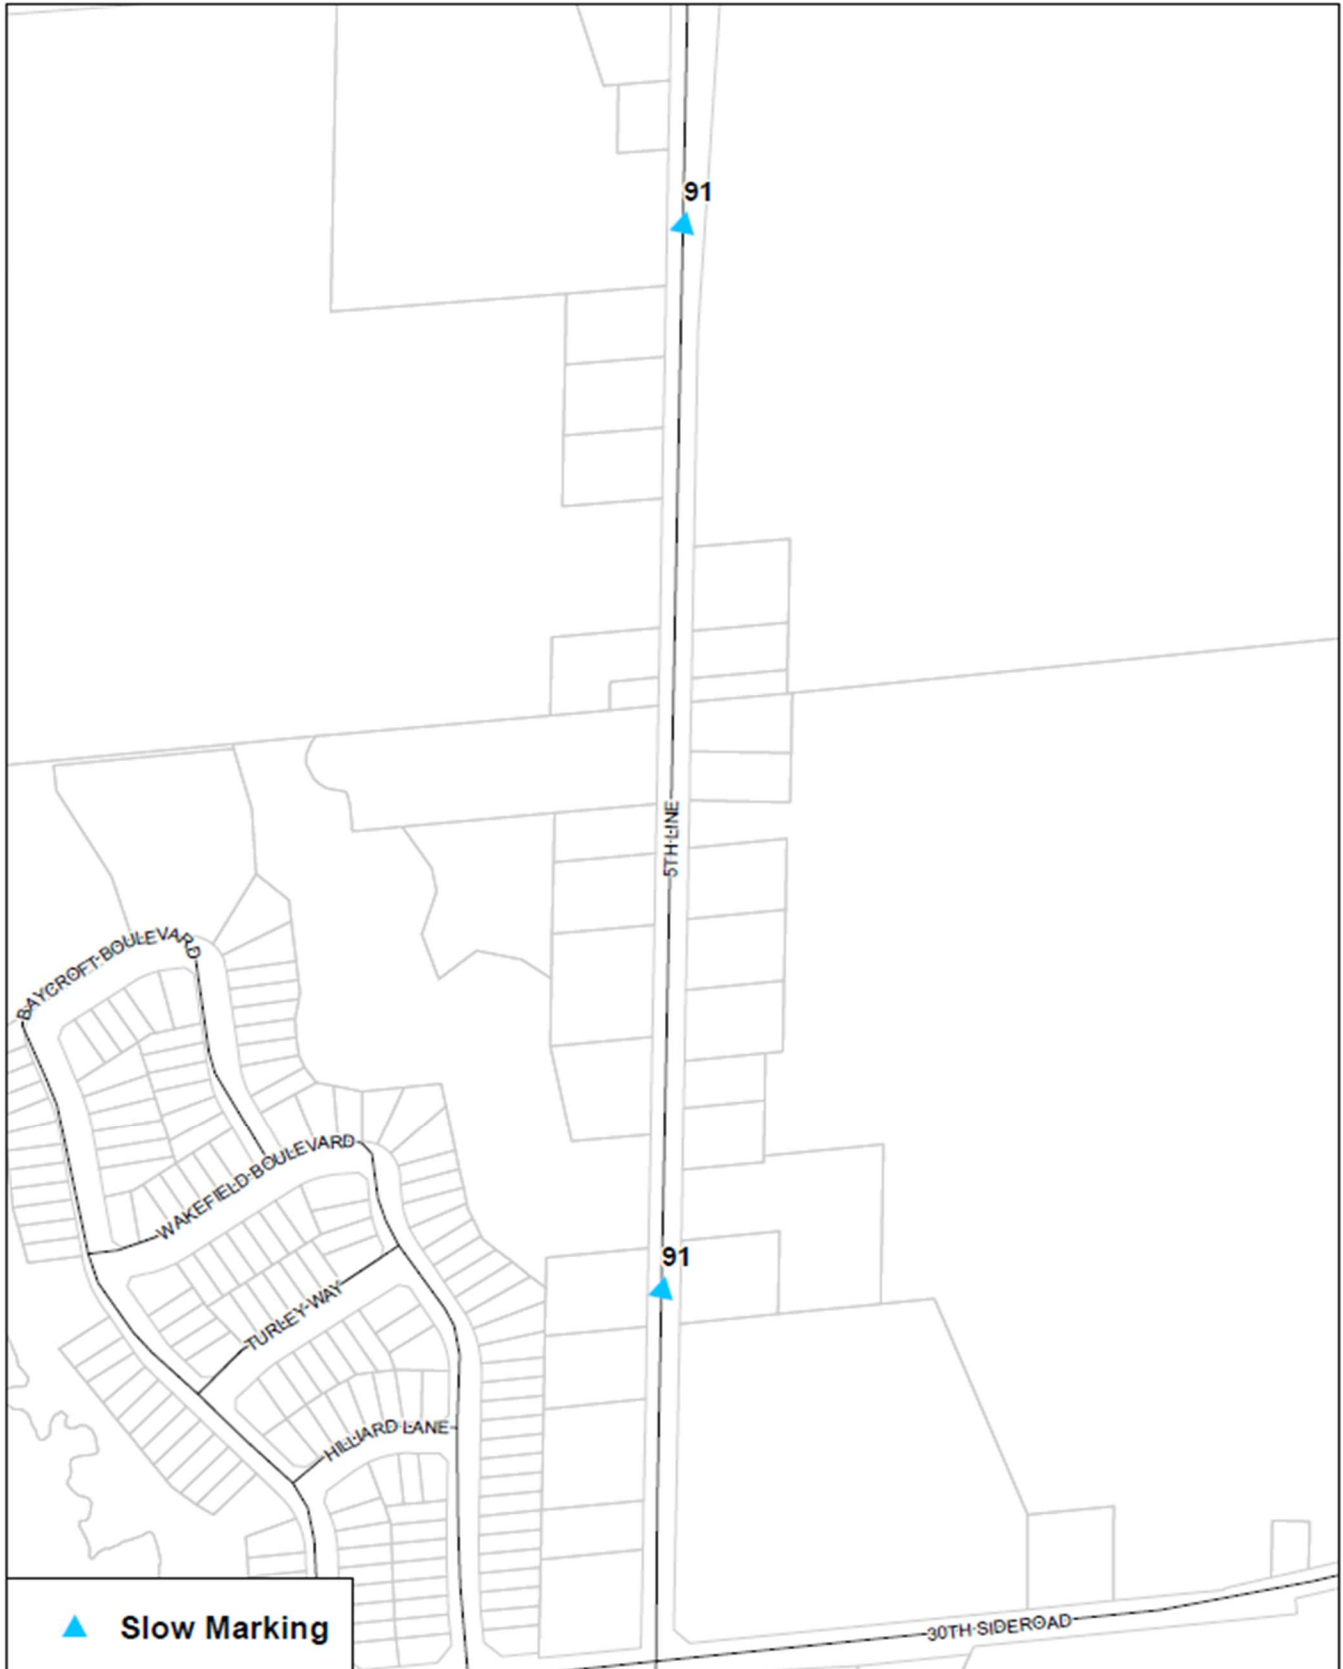 91
5TH LINE
BAYCROFT BOULEVARD
WAKEFIELD BOULEVARD
91
TURLEY WAY
HILLIARD LANE
30TH SIDEROAD
Slow Marking